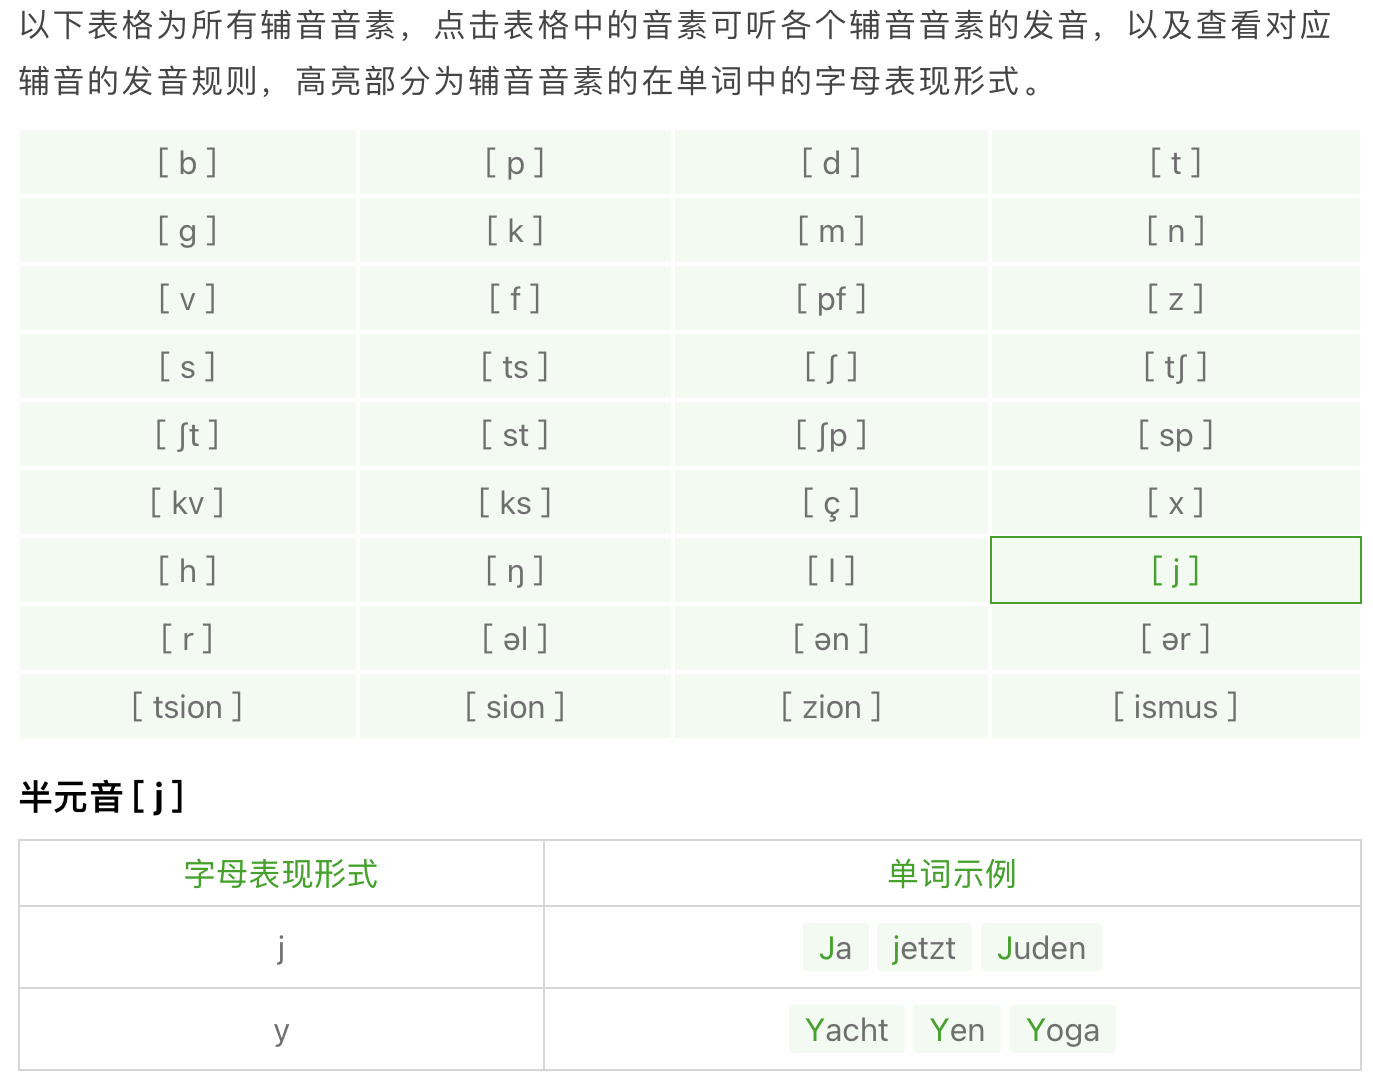 以下表格为所有辅音音素，点击表格中的音素可听各个辅音音素的发音，以及查看对应
辅音的发音规则，高亮部分为辅音音素的在单词中的字母表现形式。
[ b ] [ p ] [ d ] [ t ]
[ g ] [ k ] [ m ] [ n ]
[ v ] [ f ] [ pf ] [ z ]
[ s ] [ ts ] [ ʃ ] [ tʃ ]
[ ʃt ] [ st ] [ ʃp ] [ sp ]
[ kv ] [ ks ] [ ç ] [ x ]
[ h ] [ ŋ ] [ l ] [ j ]
[ r ] [ əl ] [ ən ] [ ər ]
[ tsion ] [ sion ] [ zion ] [ ismus ]
半元音 [ j ]
字母表现形式 单词示例
j Ja jetzt Juden
y Yacht Yen Yoga